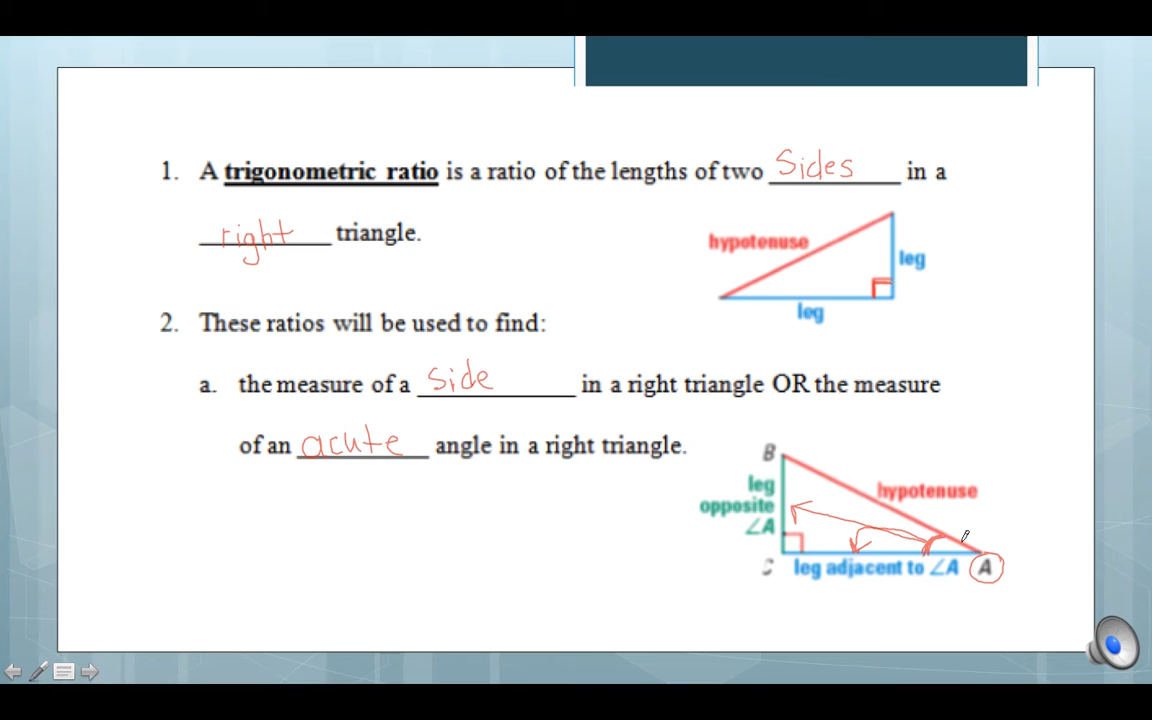 1. A trigonometric ratio is a ratio of the lengths of two Sides in a
right triangle.
hypotenuse
leg
leg
2. These ratios will be used to find:
a. the measure of a side in a right triangle OR the measure
of an acute angle in a right triangle.
B
leg
opposite
∠A
hypotenuse
C leg adjacent to ∠A A